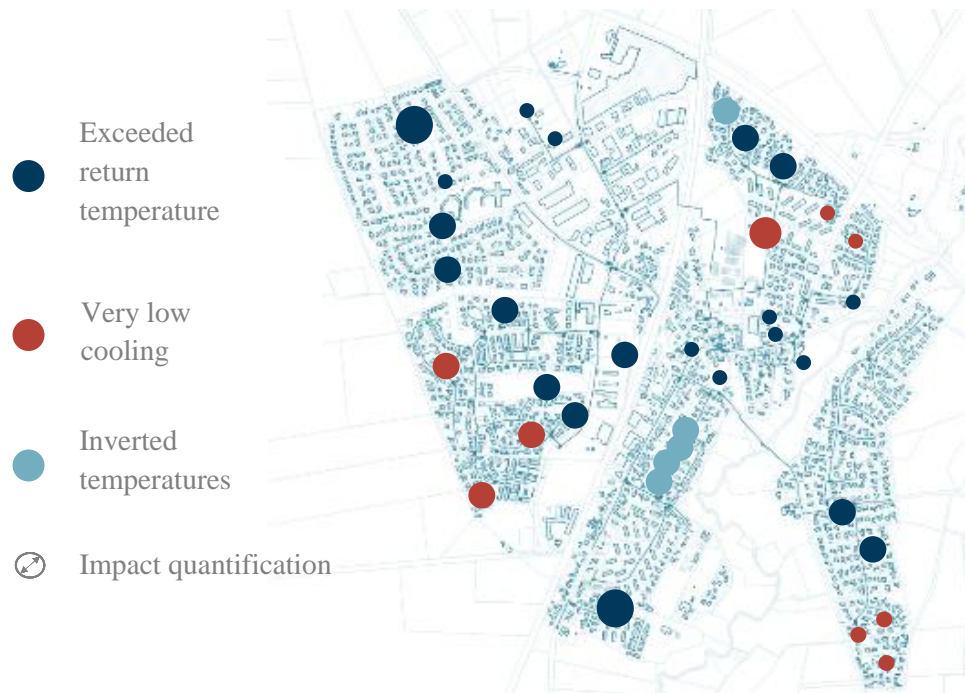 Exceeded
return
temperature
Very low
cooling
Inverted
temperatures
Impact quantification